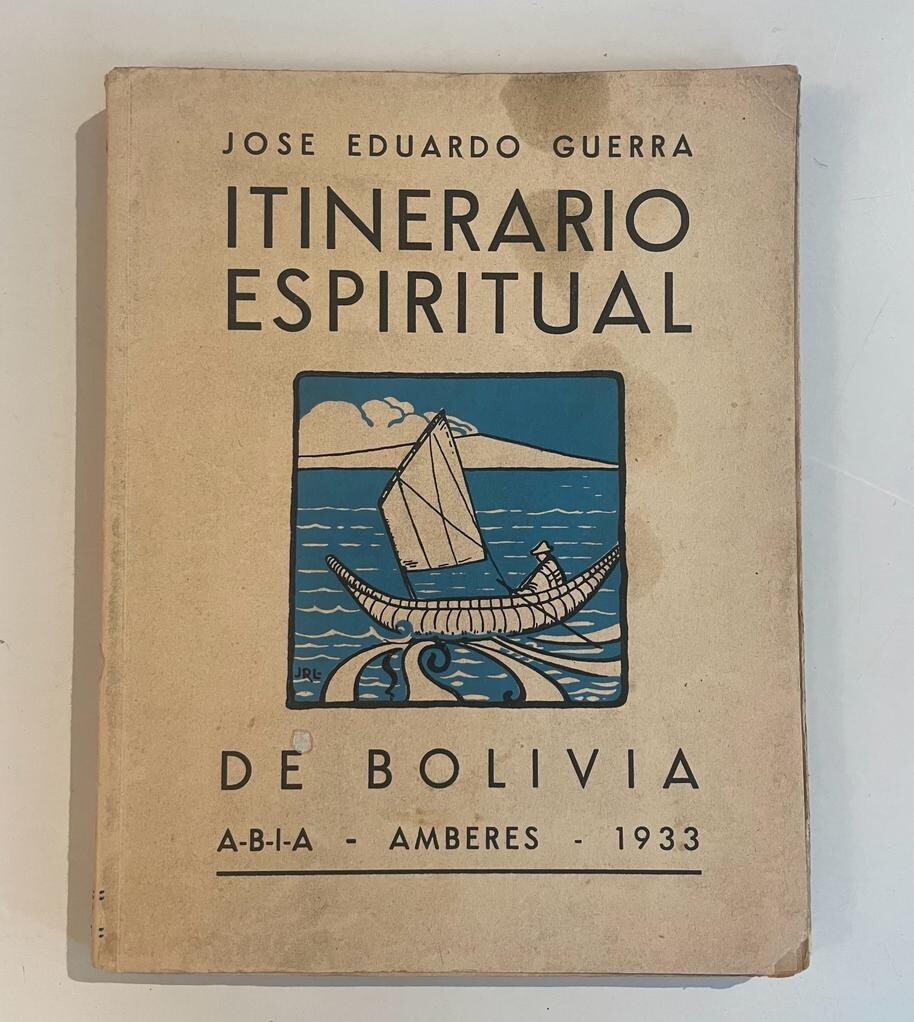 JOSE EDUARDO GUERRA
ITINERARIO
ESPIRITUAL
JRL
DE BOLIVIA
A-B-I-A - AMBERES - 1933